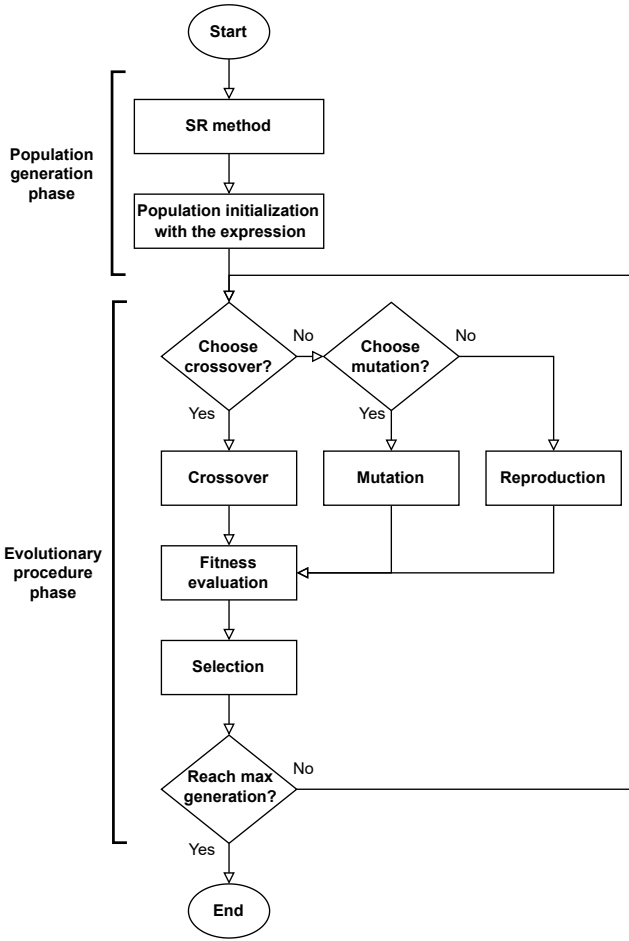 Start
Population
generation
phase
SR method
Population initialization
with the expression
Evolutionary
procedure
phase
Choose
crossover?
No
Choose
mutation?
No
Yes
Yes
Crossover
Mutation
Reproduction
Fitness
evaluation
Selection
Reach max
generation?
No
Yes
End